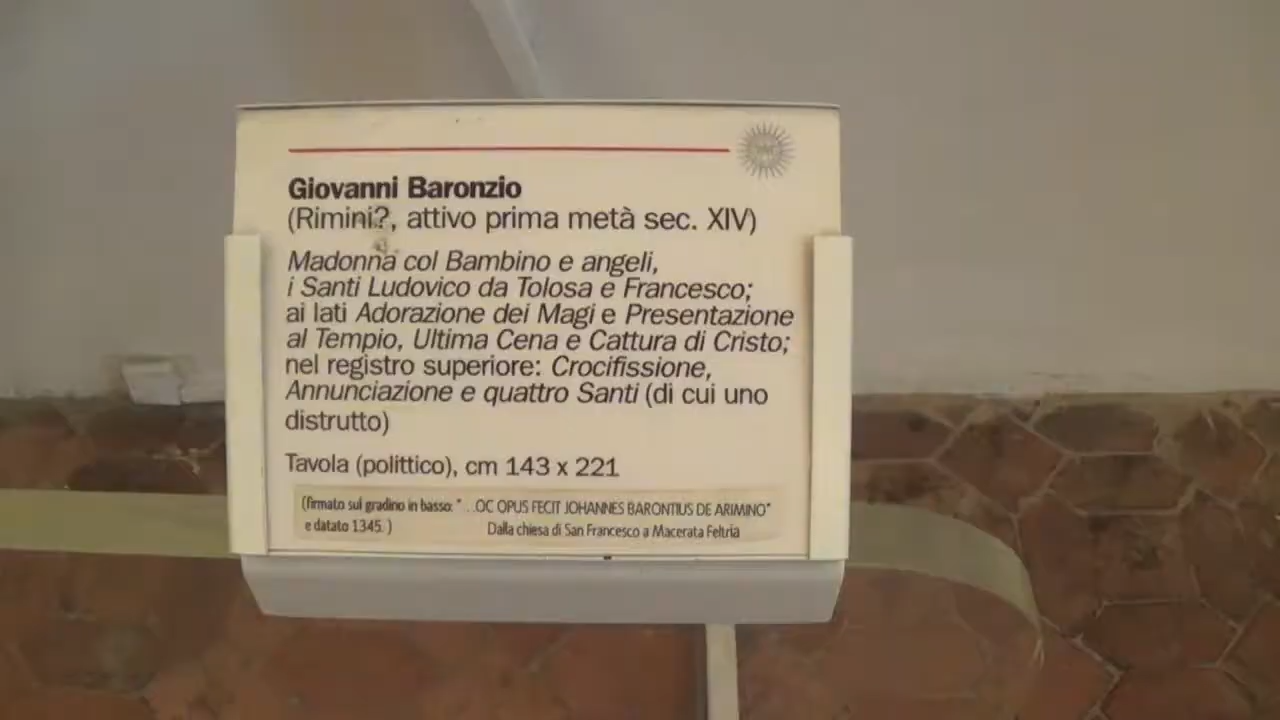 Giovanni Baronzio
(Rimini?, attivo prima metà sec. XIV)
Madonna col Bambino e angeli,
i Santi Ludovico da Tolosa e Francesco;
ai lati Adorazione dei Magi e Presentazione
al Tempio, Ultima Cena e Cattura di Cristo;
nel registro superiore: Crocifissione,
Annunciazione e quattro Santi (di cui uno
distrutto)
Tavola (polittico), cm 143 x 221
(firmato sul gradino in basso: "...OC OPUS FECIT JOHANNES BARONTIUS DE ARIMINO"
e datato 1345.) Dalla chiesa di San Francesco a Macerata Feltria